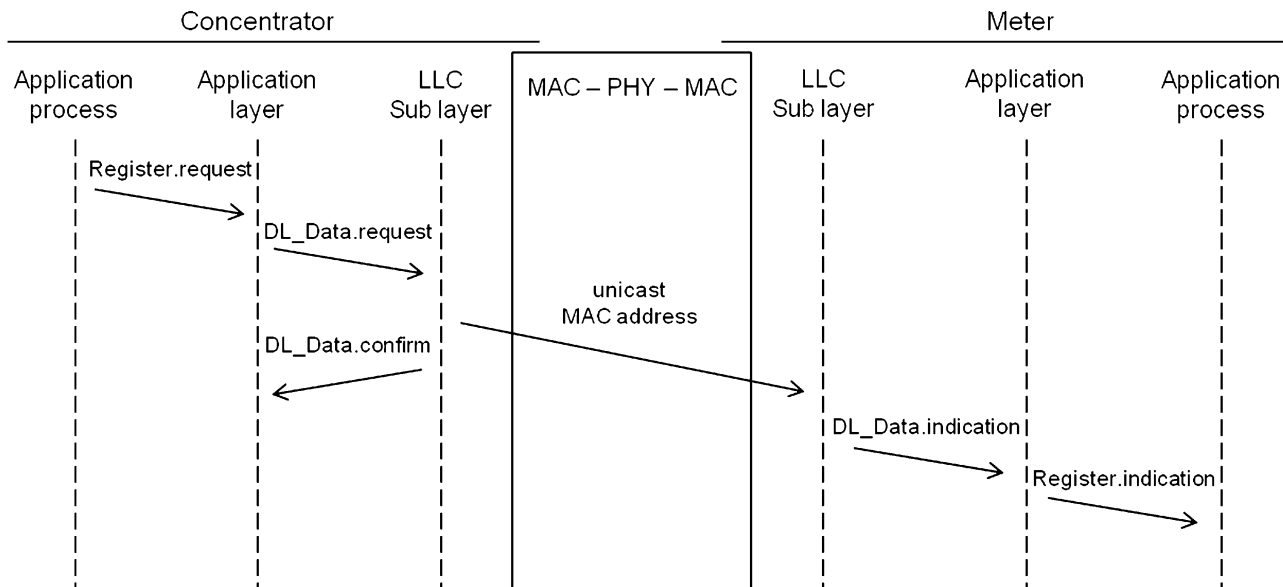 Concentrator
Meter
Application
process
Application
layer
LLC
Sub layer
MAC – PHY – MAC
LLC
Sub layer
Application
layer
Application
process
Register.request
DL_Data.request
unicast
MAC address
DL_Data.confirm
DL_Data.indication
Register.indication